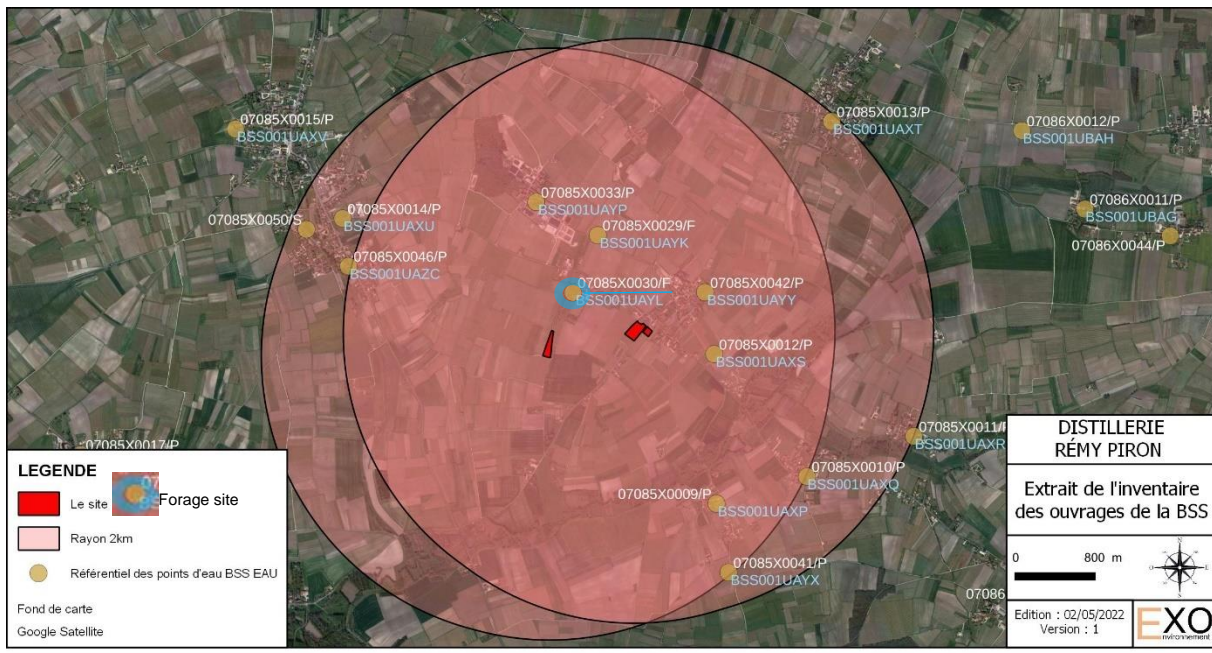 07085X0015/P
BSS001UAXV
07085X0013/P
BSS001UAXT
07086X0012/P
BSS001UBAH
07085X0033/P
BSS001UAYP
07085X0014/P
BSS001UAXU
07085X0050/S
07085X0029/F
BSS001UAYK
07086X0011/P
BSS001UBAG
07086X0044/P
07085X0046/P
BSS001UAZC
07085X0030/F
BSS001UAYL
07085X0042/P
BSS001UAYY
07085X0012/P
BSS001UAXS
07085X0017/P
07085X0011/P
BSS001UAXR
07085X0010/P
BSS001UAXQ
07085X0009/P
BSS001UAXP
07085X0041/P
BSS001UAYX
07086
LEGENDE
Le site
Forage site
Rayon 2km
Référentiel des points d'eau BSS EAU
Fond de carte
Google Satellite
DISTILLERIE
RÉMY PIRON
Extrait de l'inventaire
des ouvrages de la BSS
0 800 m
Edition : 02/05/2022
Version : 1
EXO
nvironnement